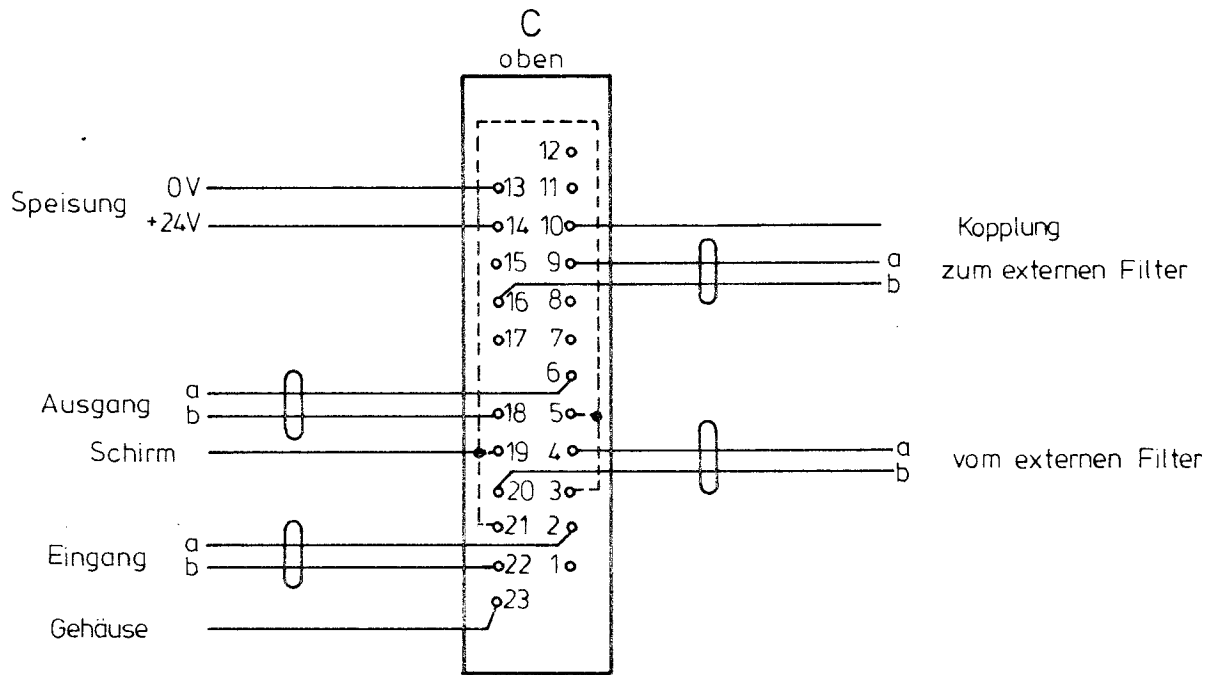 C
oben
12
0V 13 11
Speisung
+24V 14 10 Kopplung
15 9 a
zum externen Filter
16 8 b
17 7
6
a
Ausgang
b 18 5
Schirm 19 4 a
vom externen Filter
20 3 b
21 2
a
Eingang
b 22 1
23
Gehäuse